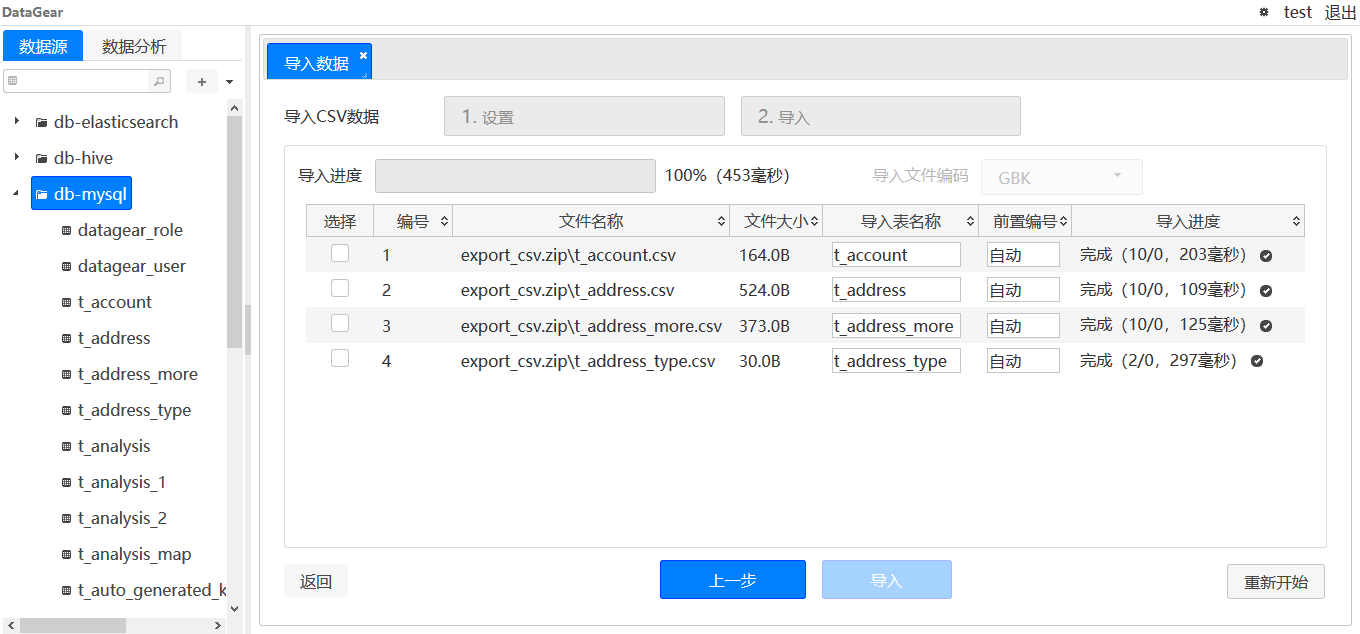 DataGear
test 退出
数据源 数据分析
+
db-elasticsearch
db-hive
db-mysql
datagear_role
datagear_user
t_account
t_address
t_address_more
t_address_type
t_analysis
t_analysis_1
t_analysis_2
t_analysis_map
t_auto_generated_k
导入数据
导入CSV数据 1. 设置 2. 导入
导入进度 100%（453毫秒） 导入文件编码 GBK
选择 编号 文件名称 文件大小 导入表名称 前置编号 导入进度
1 export_csv.zip\t_account.csv 164.0B t_account 自动 完成（10/0，203毫秒）
2 export_csv.zip\t_address.csv 524.0B t_address 自动 完成（10/0，109毫秒）
3 export_csv.zip\t_address_more.csv 373.0B t_address_more 自动 完成（10/0，125毫秒）
4 export_csv.zip\t_address_type.csv 30.0B t_address_type 自动 完成（2/0，297毫秒）
返回 上一步 导入 重新开始